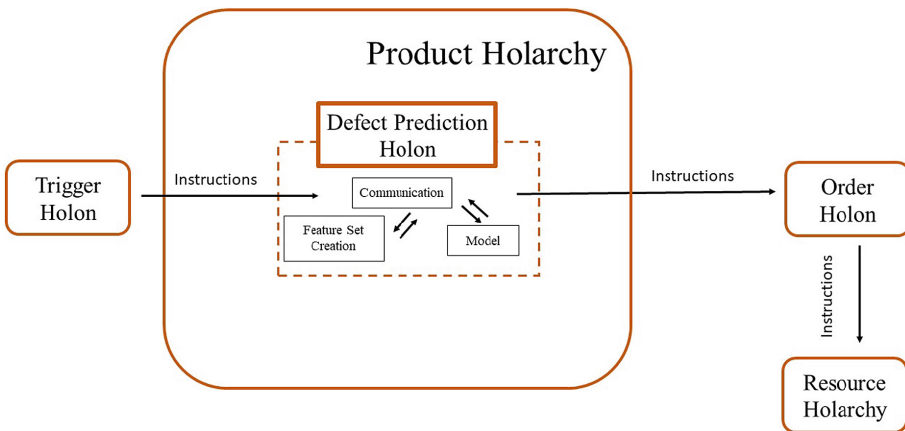 Product Holarchy
Defect Prediction
Holon
Trigger
Holon
Instructions
Communication
Feature Set
Creation
Model
Instructions
Order
Holon
Instructions
Resource
Holarchy